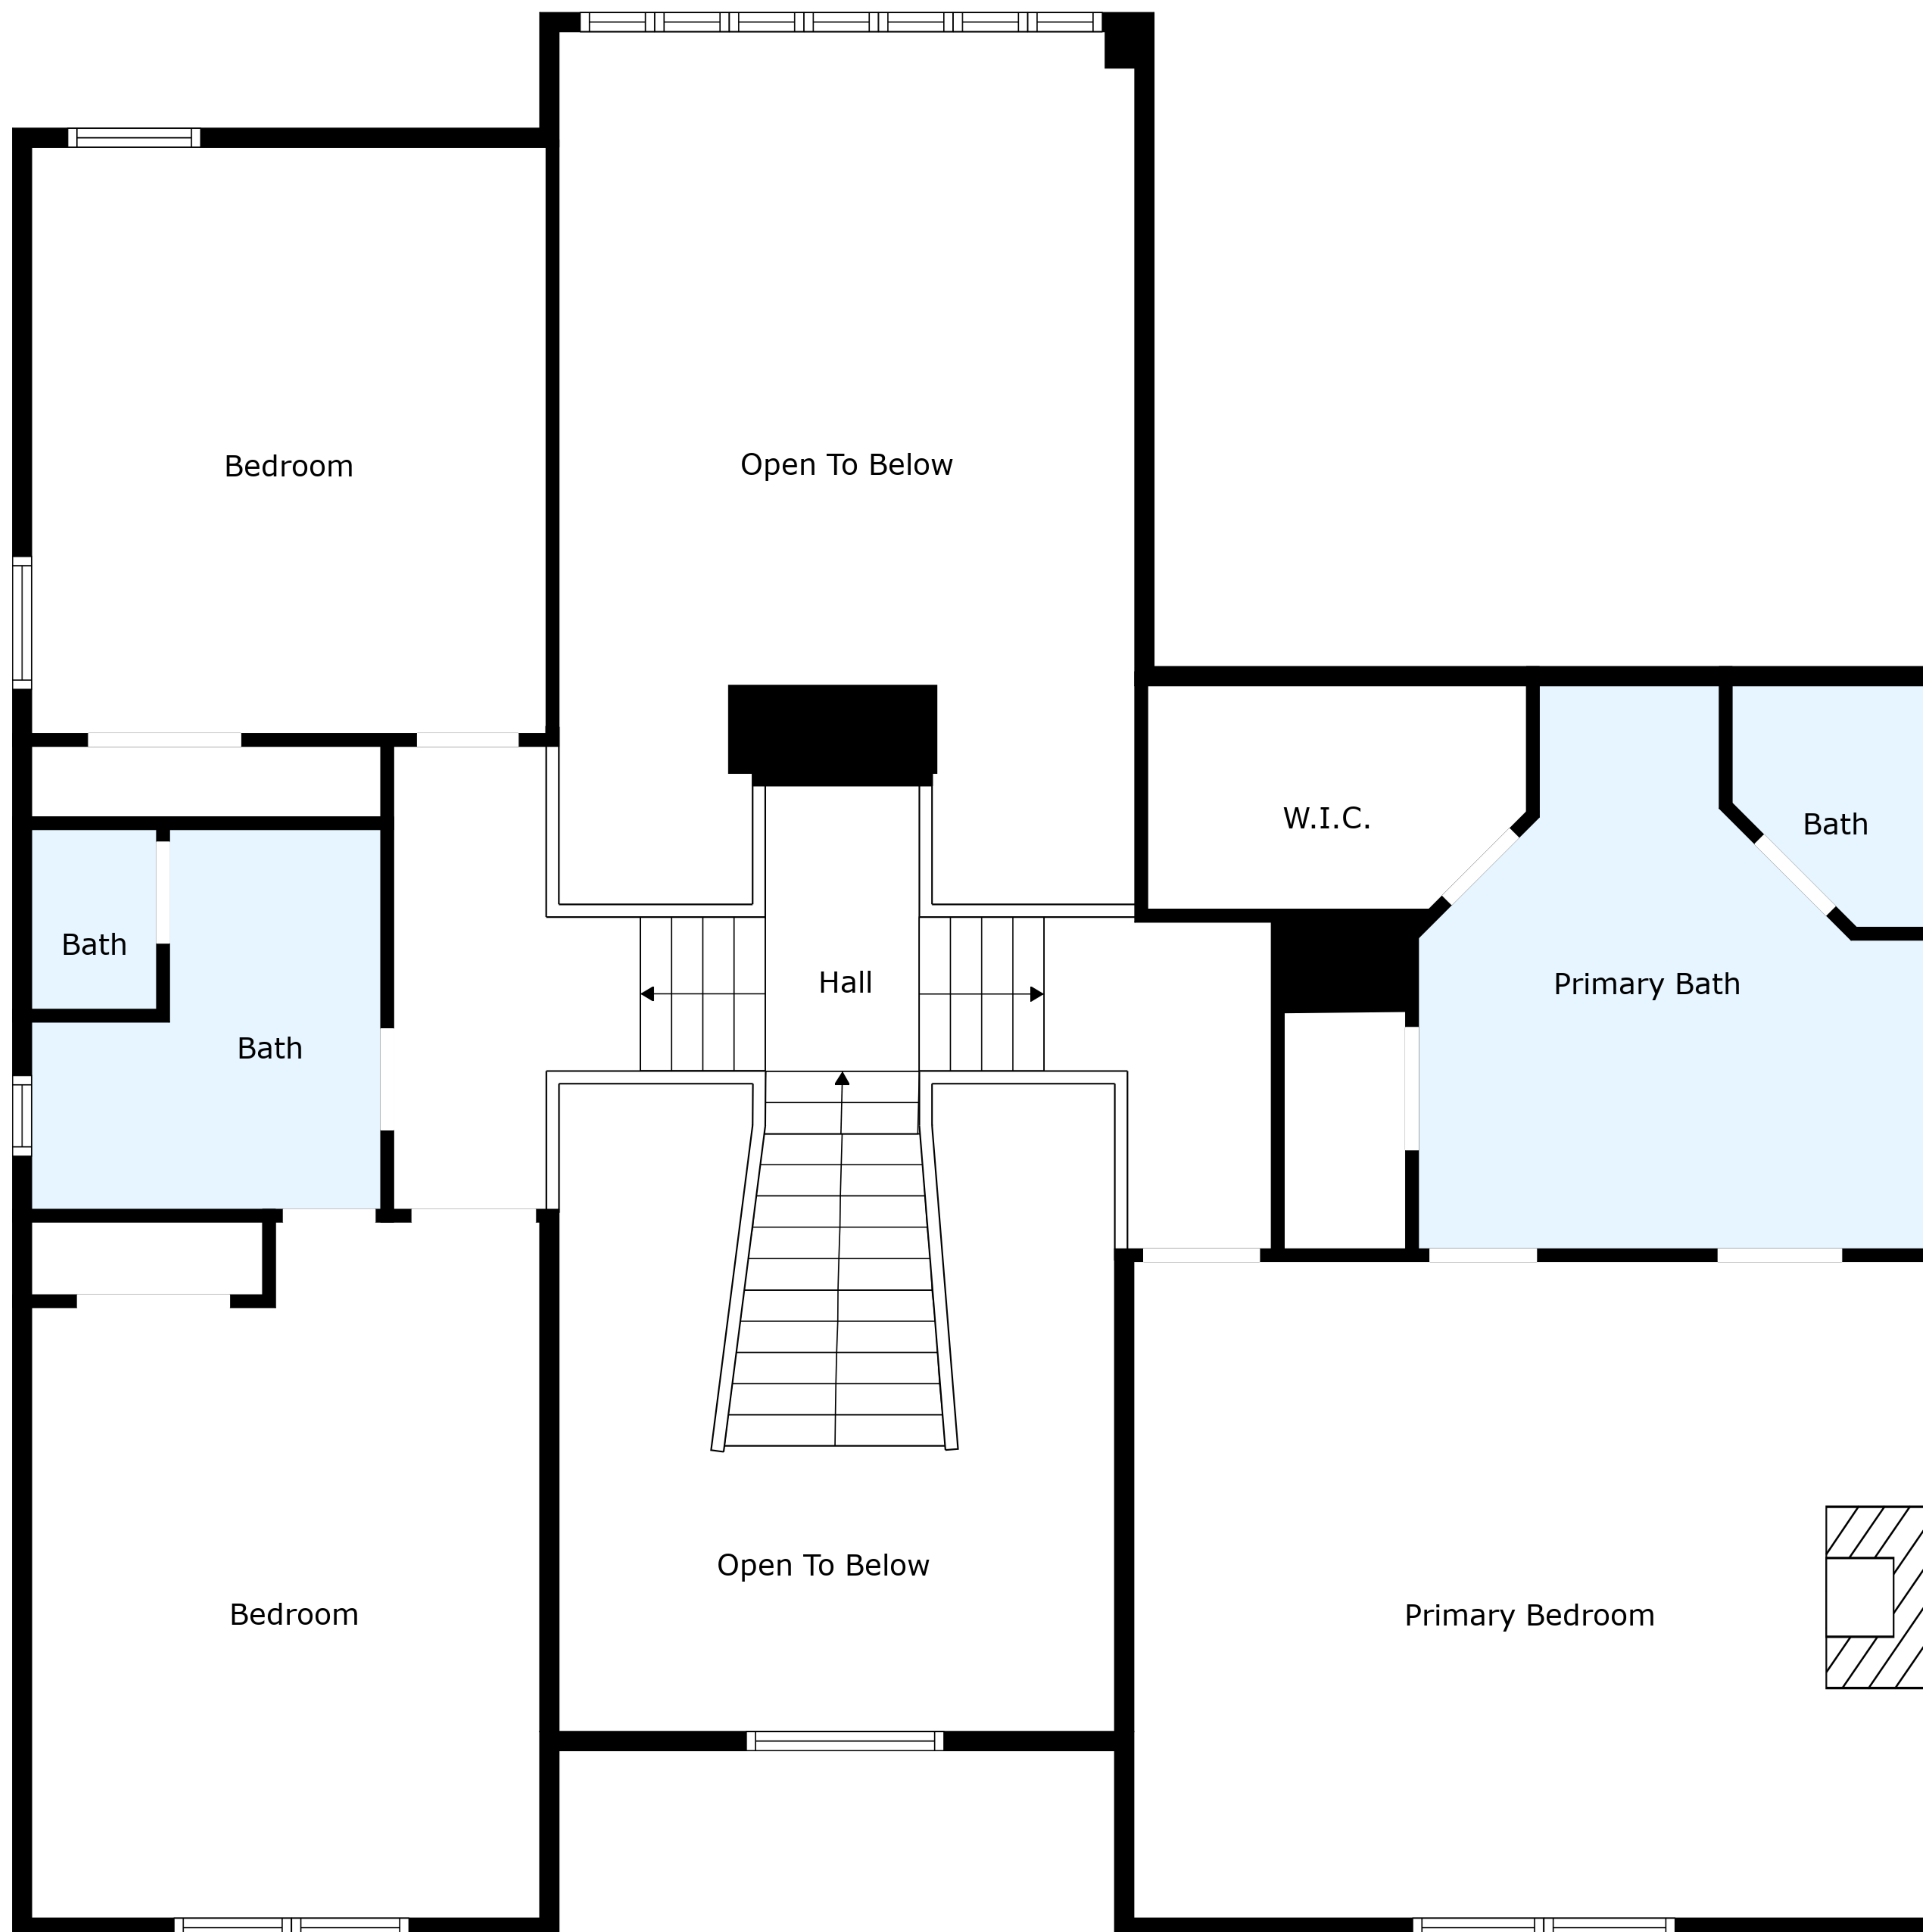 Bedroom
Open To Below
W.I.C.
Bath
Bath
Hall
Primary Bath
Bath
Open To Below
Bedroom
Primary Bedroom